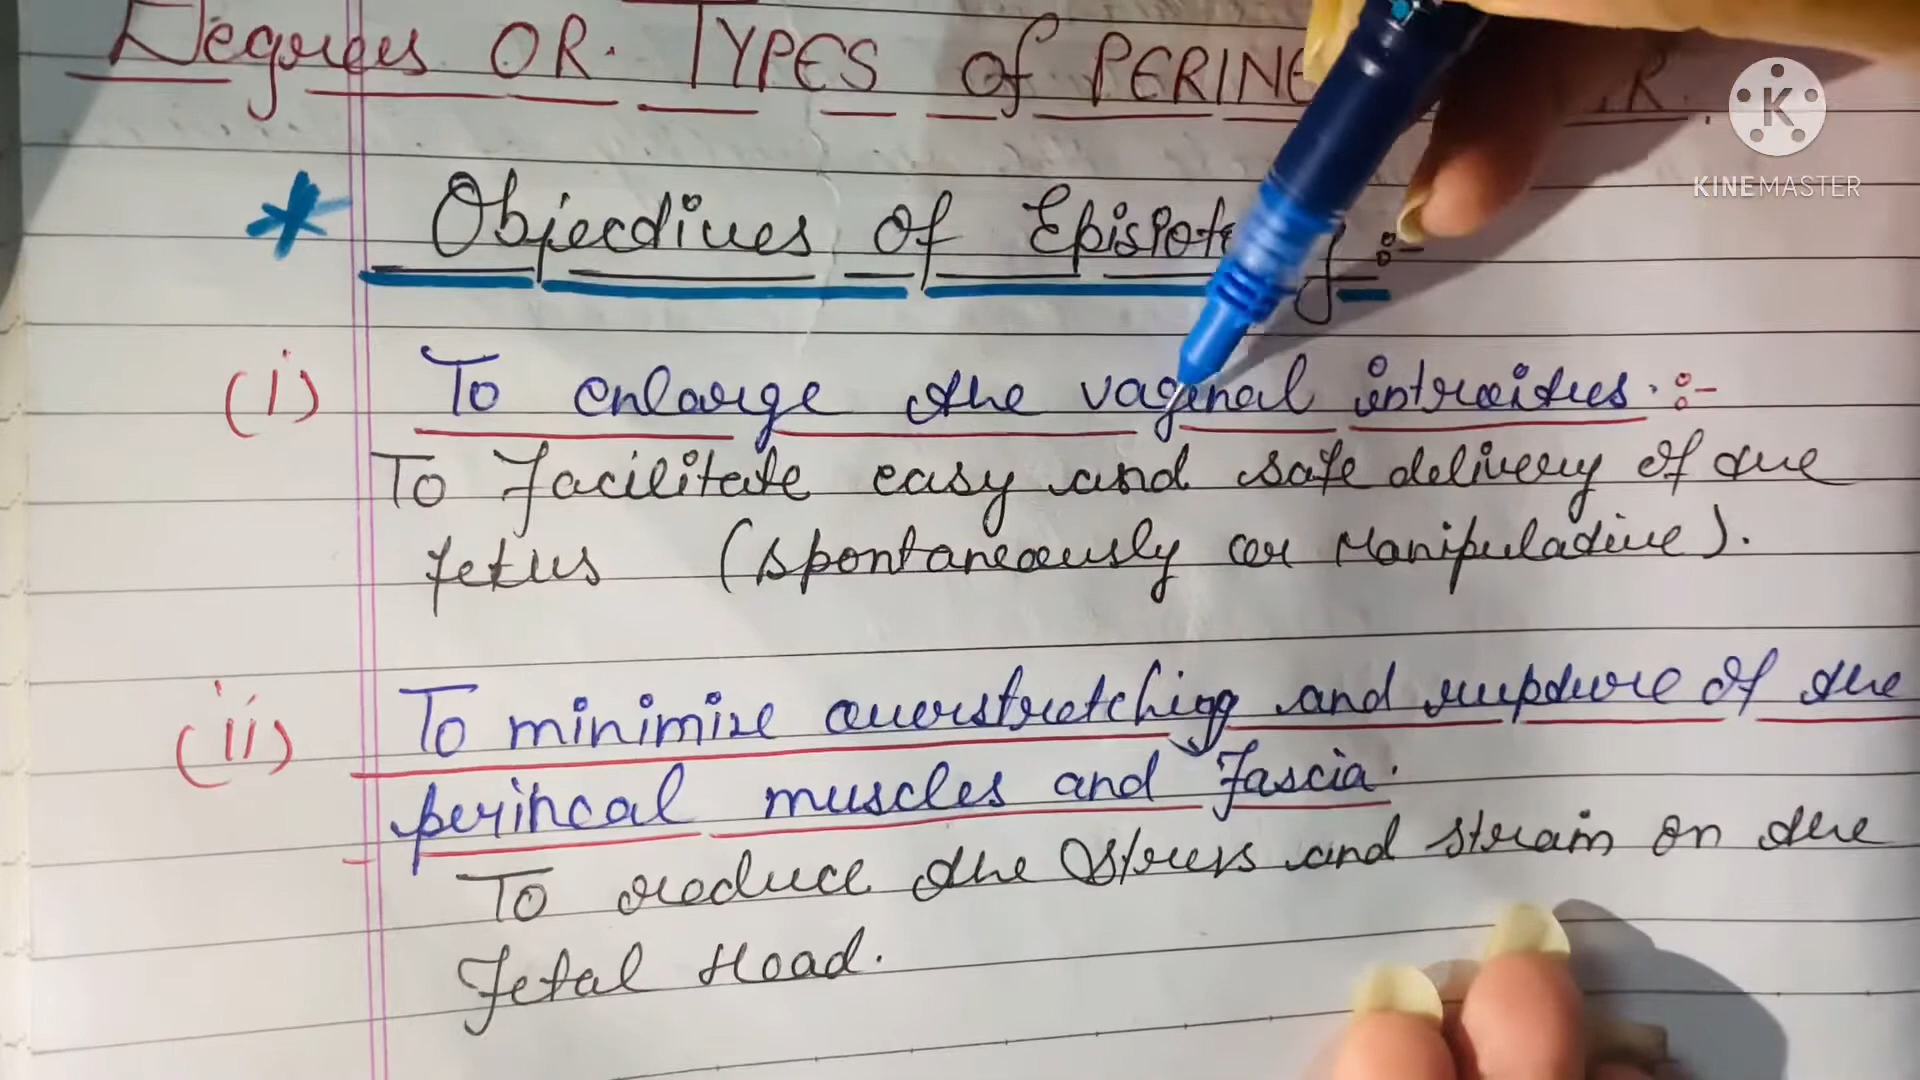 Degrees OR. TYPES of PERINE R.
* Objectives of Epispoto y :-
(i) To enlarge the vaginal introitus. :-
To Facilitate easy and safe delivery of the
fetus (spontaneously or Manipulative).
(ii) To minimize overstretching and rupture of the
perineal muscles and fascia.
To reduce the stress and strain on the
Fetal Head.
K
KINEMASTER